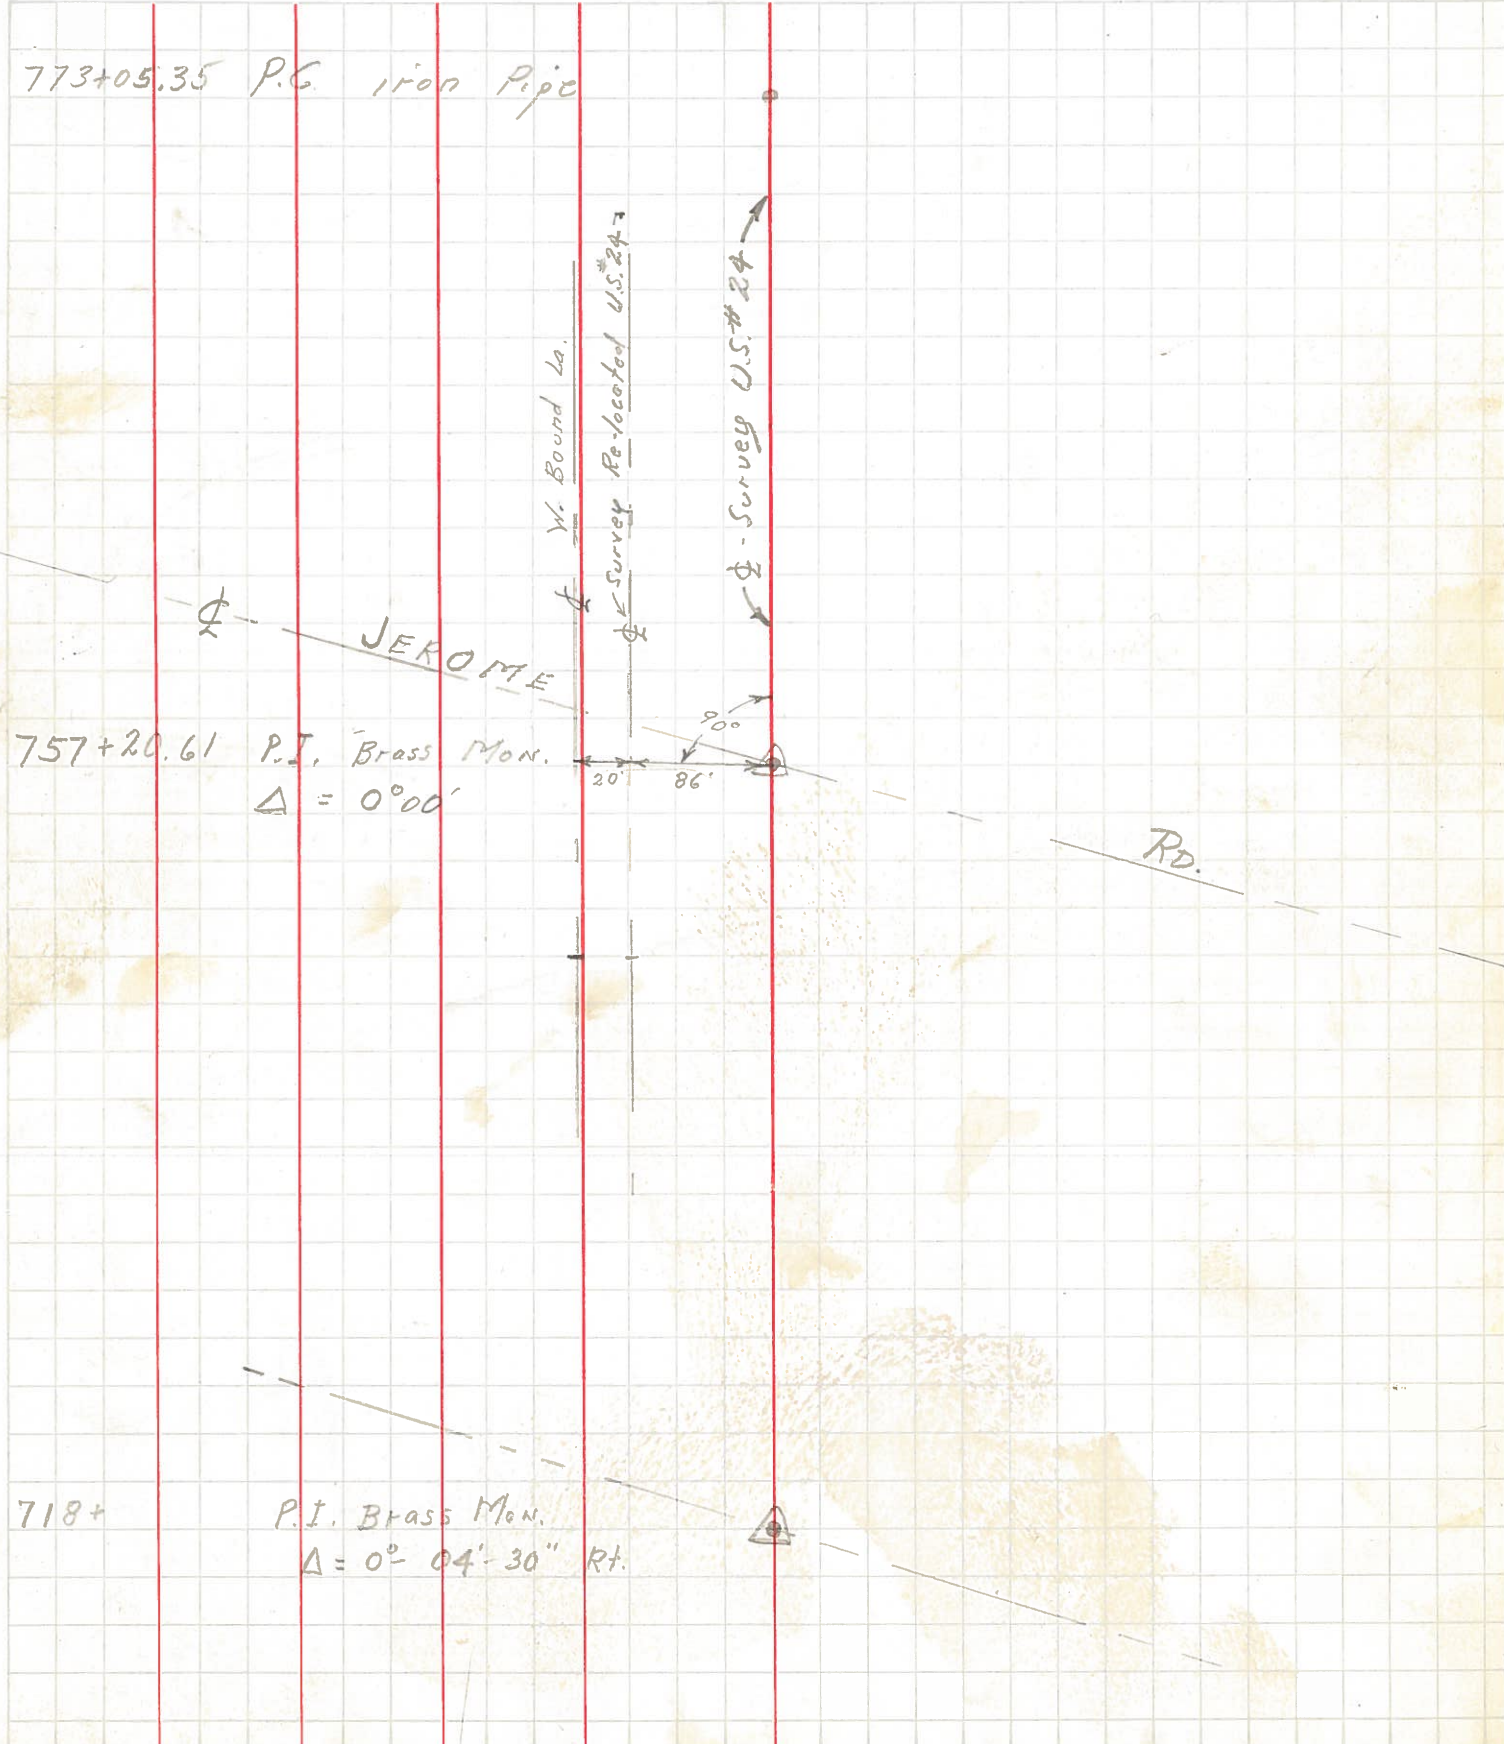 773+05.35 P.C. iron Pipe
W. Bound La.
℄
Survey Re-located U.S. #24
℄
℄ - Survey U.S. # 24
℄ JEROME RD.
90°
757+20.61 P.I. Brass Mon.
20' 86'
Δ = 0°00'
718+ P.I. Brass Mon.
Δ = 0°- 04'- 30" Rt.